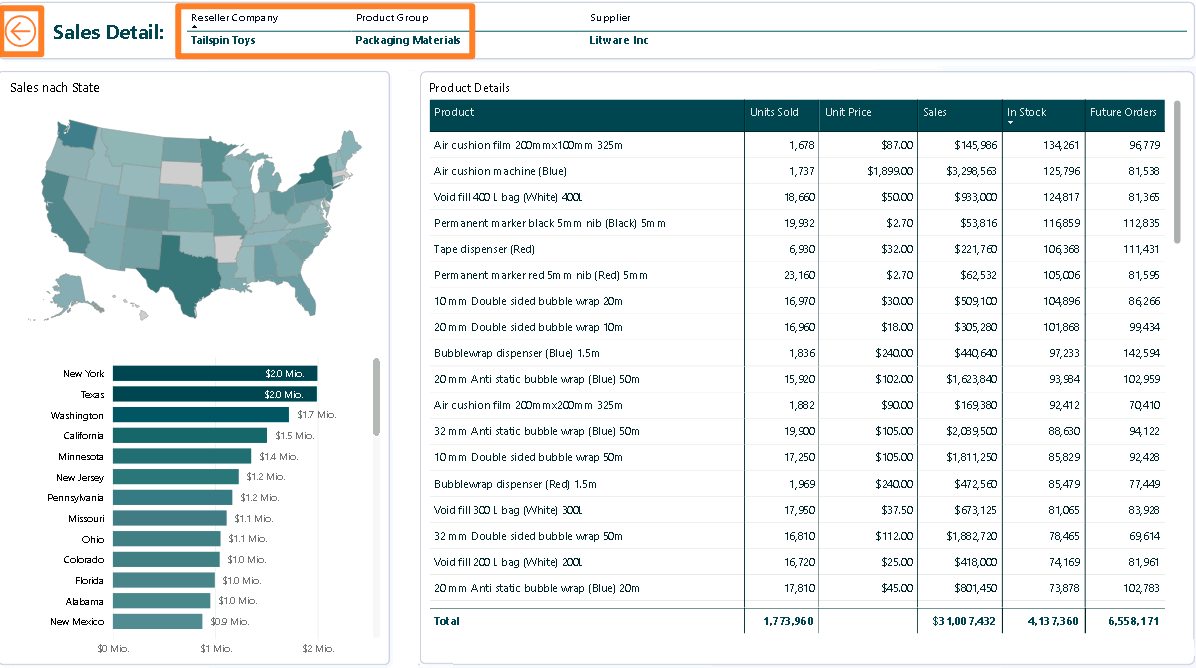 Sales Detail:
Reseller Company Product Group Supplier
Tailspin Toys Packaging Materials Litware Inc
Sales nach State
New York $2.0 Mio.
Texas $2.0 Mio.
Washington $1.7 Mio.
California $1.5 Mio.
Minnesota $1.4 Mio.
New Jersey $1.2 Mio.
Pennsylvania $1.2 Mio.
Missouri $1.1 Mio.
Ohio $1.1 Mio.
Colorado $1.0 Mio.
Florida $1.0 Mio.
Alabama $1.0 Mio.
New Mexico $0.9 Mio.
$0 Mio. $1 Mio. $2 Mio.
Product Details
Product Units Sold Unit Price Sales In Stock Future Orders
Air cushion film 200mmx100mm 325m 1,678 $87.00 $145,986 134,261 96,779
Air cushion machine (Blue) 1,737 $1,899.00 $3,298,563 125,796 81,538
Void fill 400 L bag (White) 400L 18,660 $50.00 $933,000 124,817 81,365
Permanent marker black 5mm nib (Black) 5mm 19,932 $2.70 $53,816 116,859 112,835
Tape dispenser (Red) 6,930 $32.00 $221,760 106,368 111,431
Permanent marker red 5mm nib (Red) 5mm 23,160 $2.70 $62,532 105,006 81,595
10 mm Double sided bubble wrap 20m 16,970 $30.00 $509,100 104,896 86,266
20 mm Double sided bubble wrap 10m 16,960 $18.00 $305,280 101,868 99,434
Bubblewrap dispenser (Blue) 1.5m 1,836 $240.00 $440,640 97,233 142,594
20 mm Anti static bubble wrap (Blue) 50m 15,920 $102.00 $1,623,840 93,984 102,959
Air cushion film 200mmx200mm 325m 1,882 $90.00 $169,380 92,412 70,410
32 mm Anti static bubble wrap (Blue) 50m 19,900 $105.00 $2,089,500 88,630 94,122
10 mm Double sided bubble wrap 50m 17,250 $105.00 $1,811,250 85,829 92,428
Bubblewrap dispenser (Red) 1.5m 1,969 $240.00 $472,560 85,479 77,449
Void fill 300 L bag (White) 300L 17,950 $37.50 $673,125 81,065 83,928
32 mm Double sided bubble wrap 50m 16,810 $112.00 $1,882,720 78,465 69,614
Void fill 200 L bag (White) 200L 16,720 $25.00 $418,000 74,169 81,961
20 mm Anti static bubble wrap (Blue) 20m 17,810 $45.00 $801,450 73,878 102,783
Total 1,773,960 $31,007,432 4,137,360 6,558,171